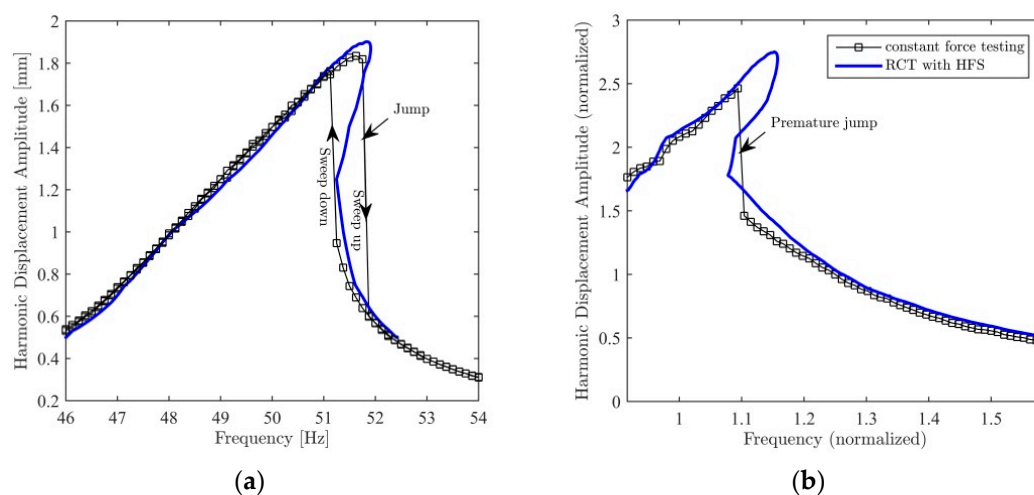 2
1.8
1.6
1.4
1.2
1
0.8
0.6
0.4
0.2
Harmonic Displacement Amplitude [mm]
Jump
Sweep down
Sweep up
46 47 48 49 50 51 52 53 54
Frequency [Hz]
(a)
3
2.5
2
1.5
1
0.5
0
Harmonic Displacement Amplitude (normalized)
constant force testing
RCT with HFS
Premature jump
1 1.1 1.2 1.3 1.4 1.5
Frequency (normalized)
(b)